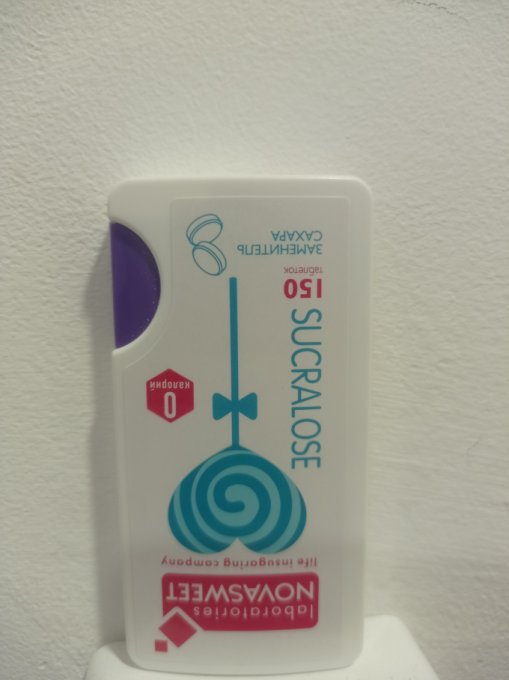 laboratories
NOVASWEET
life insugaring company
SUCRALOSE
0
калорий
150
таблеток
ЗАМЕНИТЕЛЬ
САХАРА